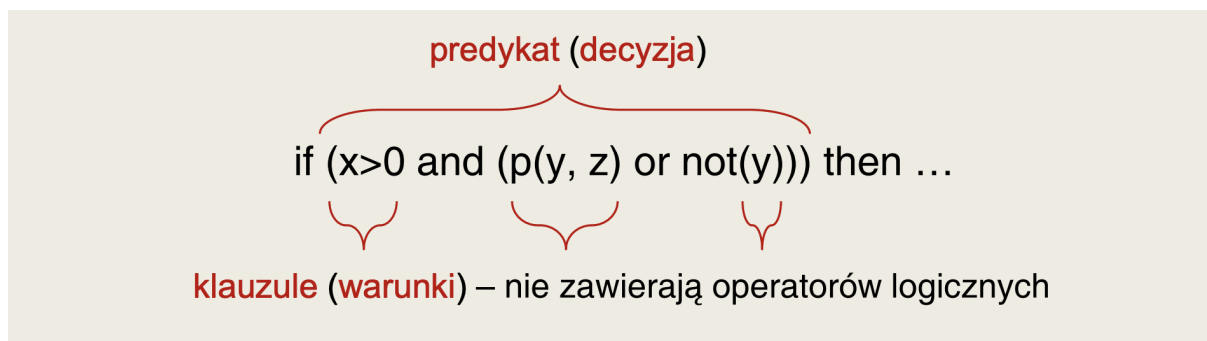 predykat (decyzja)
if (x>0 and (p(y, z) or not(y))) then …
klauzule (warunki) – nie zawierają operatorów logicznych